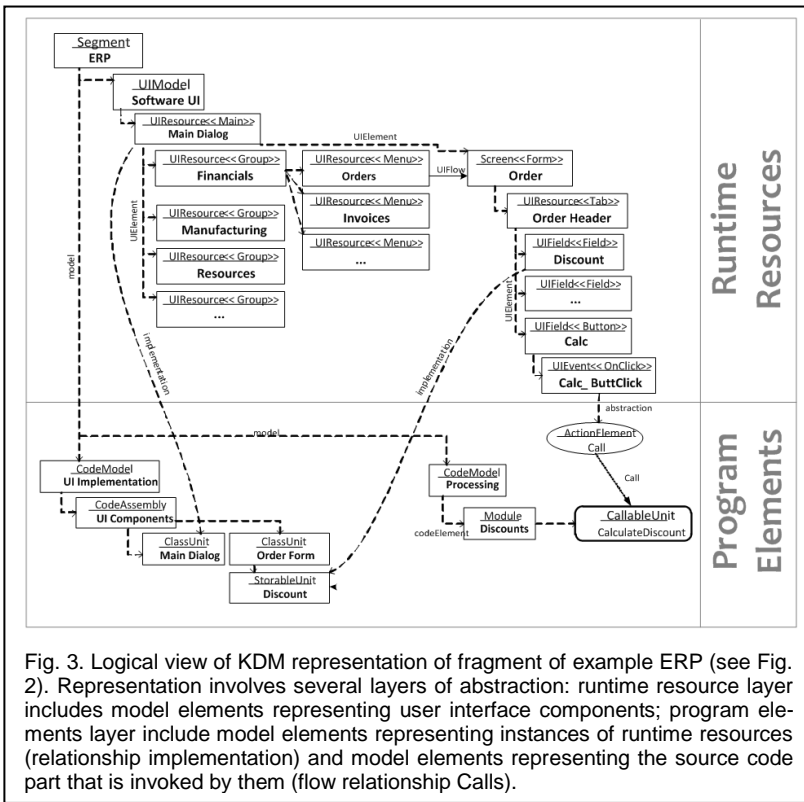 Segment
ERP
UIModel
Software UI
UIResource<< Main>>
Main Dialog
UIElement
UIResource<< Group>>
Financials
UIResource<< Menu>>
Orders
UIFlow
Screen<<Form>>
Order
UIResource<<Tab>>
Order Header
UIResource<< Menu>>
Invoices
UIResource<< Group>>
Manufacturing
UIElement
UIResource<< Menu>>
...
UIField<<Field>>
Discount
UIResource<< Group>>
Resources
UIField<<Field>>
...
UIElement
UIResource<< Group>>
...
UIField<< Button>>
Calc
UIEvent<< OnClick>>
Calc_ ButtClick
model
implementation
implementation
abstraction
Runtime
Resources
model
ActionElement
Call
Call
CodeModel
UI Implementation
CodeModel
Processing
CodeAssembly
UI Components
codeElement
Module
Discounts
CallableUnit
CalculateDiscount
ClassUnit
Main Dialog
ClassUnit
Order Form
StorableUnit
Discount
Program
Elements
Fig. 3. Logical view of KDM representation of fragment of example ERP (see Fig.
2). Representation involves several layers of abstraction: runtime resource layer
includes model elements representing user interface components; program ele-
ments layer include model elements representing instances of runtime resources
(relationship implementation) and model elements representing the source code
part that is invoked by them (flow relationship Calls).